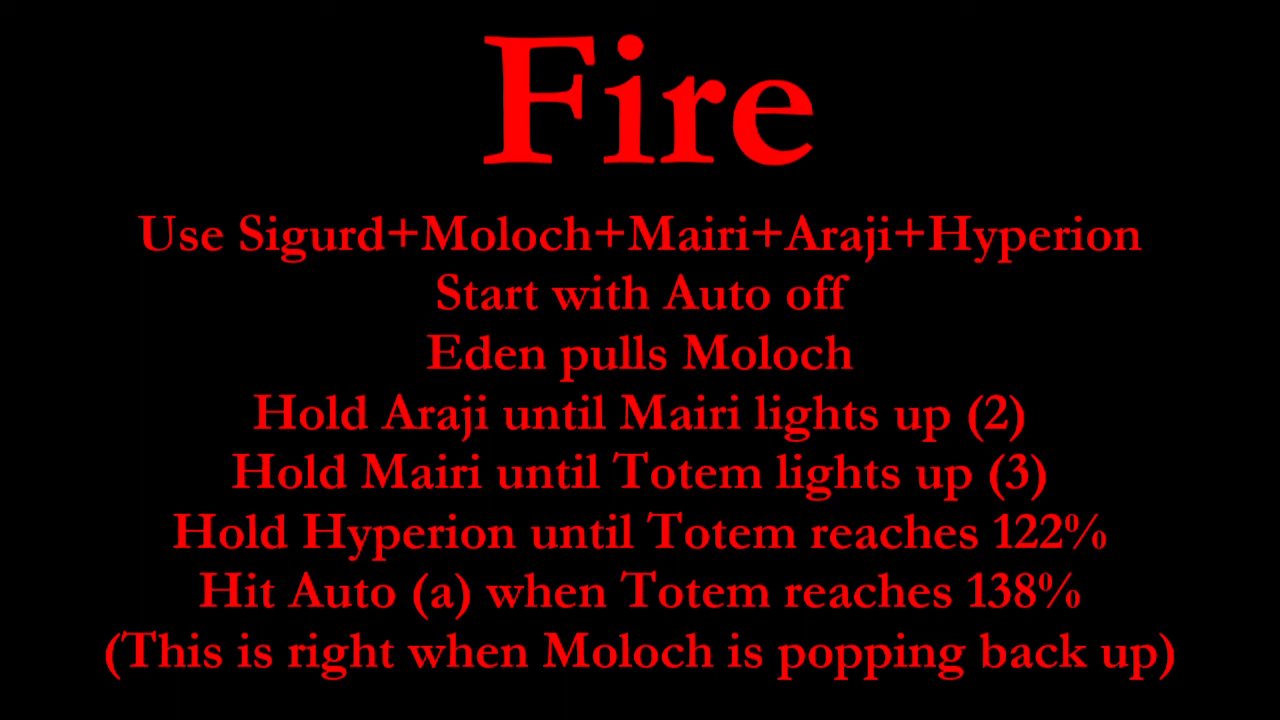 Fire
Use Sigurd+Moloch+Mairi+Araji+Hyperion
Start with Auto off
Eden pulls Moloch
Hold Araji until Mairi lights up (2)
Hold Mairi until Totem lights up (3)
Hold Hyperion until Totem reaches 122%
Hit Auto (a) when Totem reaches 138%
(This is right when Moloch is popping back up)